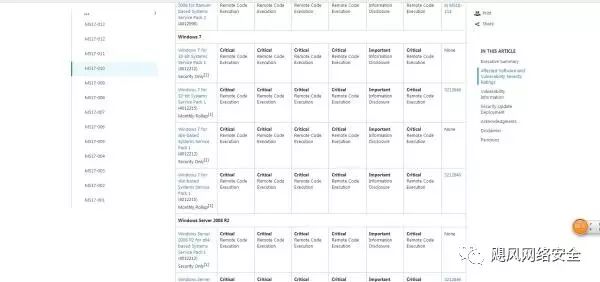 MS17-013
MS17-012
MS17-011
MS17-010
MS17-009
MS17-008
MS17-007
MS17-006
MS17-005
MS17-004
MS17-003
MS17-002
MS17-001
2008 for Itanium-
based Systems
Service Pack 2
Remote Code
Execution
Remote Code
Execution
Remote Code
Execution
Remote Code
Execution
Information
Disclosure
Remote Code
Execution
in MS16-
Windows 7
Windows 7 for
32-bit Systems
Service Pack 1
(4012212)
Security Only[1]
Critical
Remote Code
Execution
Critical
Remote Code
Execution
Critical
Remote Code
Execution
Critical
Remote Code
Execution
Important
Information
Disclosure
Critical
Remote Code
Execution
None
Windows 7 for
32-bit Systems
Service Pack 1
(4012215)
Monthly Rollup[1]
Critical
Remote Code
Execution
Critical
Remote Code
Execution
Critical
Remote Code
Execution
Critical
Remote Code
Execution
Important
Information
Disclosure
Critical
Remote Code
Execution
3212646
Windows 7 for
x64-based
Systems Service
Pack 1
(4012212)
Security Only[1]
Critical
Remote Code
Execution
Critical
Remote Code
Execution
Critical
Remote Code
Execution
Critical
Remote Code
Execution
Important
Information
Disclosure
Critical
Remote Code
Execution
None
Windows 7 for
x64-based
Systems Service
Pack 1
(4012215)
Monthly Rollup[1]
Critical
Remote Code
Execution
Critical
Remote Code
Execution
Critical
Remote Code
Execution
Critical
Remote Code
Execution
Important
Information
Disclosure
Critical
Remote Code
Execution
3212646
Windows Server 2008 R2
Windows Server
2008 R2 for x64-
based Systems
Service Pack 1
(4012212)
Security Only[1]
Critical
Remote Code
Execution
Critical
Remote Code
Execution
Critical
Remote Code
Execution
Critical
Remote Code
Execution
Important
Information
Disclosure
Critical
Remote Code
Execution
None
Windows Server
Critical
Critical
Critical
Critical
Important
Critical
3212646
Print
Share
IN THIS ARTICLE
Executive Summary
Affected Software and
Vulnerability Severity
Ratings
Vulnerability
Information
Security Update
Deployment
Acknowledgments
Disclaimer
Revisions
飓风网络安全